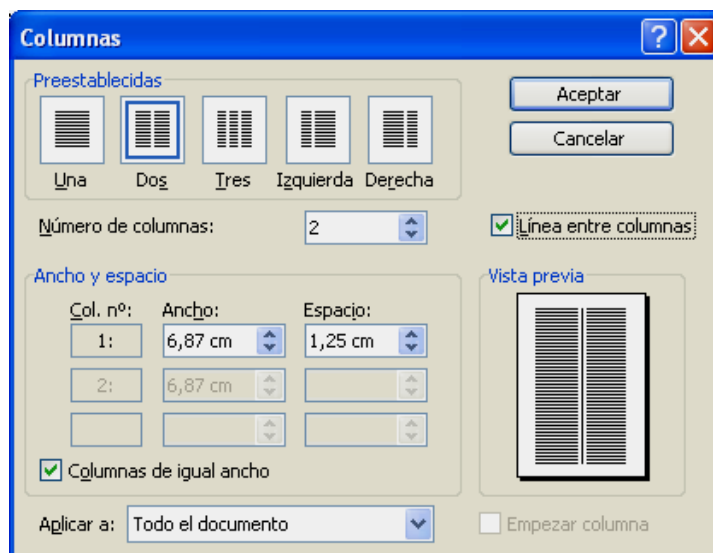 Columnas
Preestablecidas
Una Dos Tres Izquierda Derecha
Aceptar
Cancelar
Número de columnas: 2
Línea entre columnas
Ancho y espacio
Col. nº: Ancho: Espacio:
1: 6,87 cm 1,25 cm
2: 6,87 cm
Columnas de igual ancho
Vista previa
Aplicar a: Todo el documento
Empezar columna